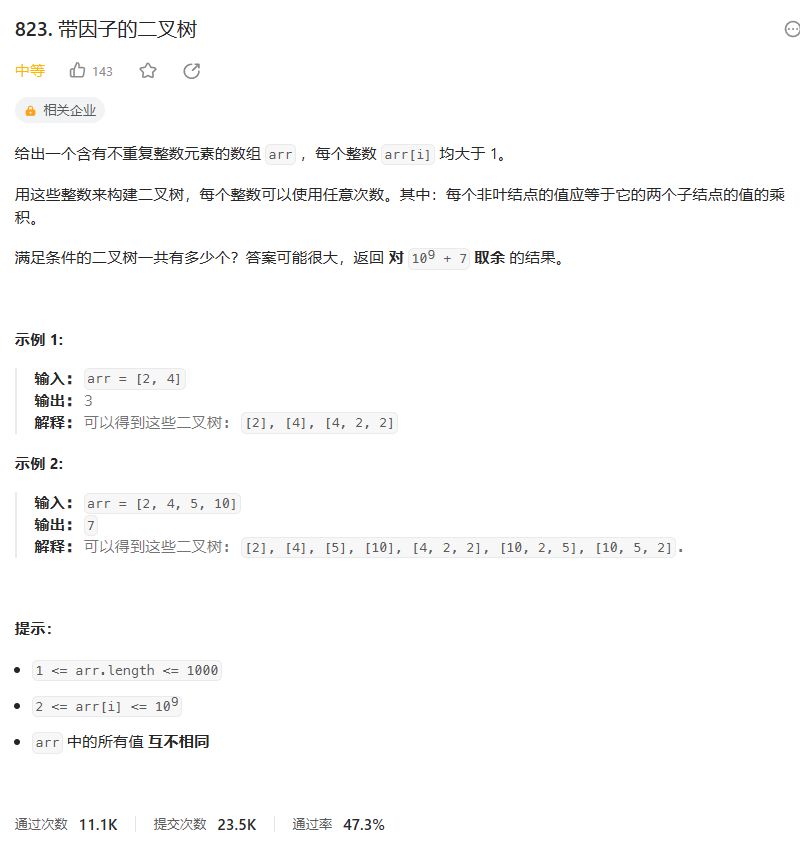 823. 带因子的二叉树
中等 143
相关企业
给出一个含有不重复整数元素的数组 arr ，每个整数 arr[i] 均大于 1。
用这些整数来构建二叉树，每个整数可以使用任意次数。其中：每个非叶结点的值应等于它的两个子结点的值的乘
积。
满足条件的二叉树一共有多少个？答案可能很大，返回 对 10⁹ + 7 取余 的结果。
示例 1:
输入: arr = [2, 4]
输出: 3
解释: 可以得到这些二叉树: [2], [4], [4, 2, 2]
示例 2:
输入: arr = [2, 4, 5, 10]
输出: 7
解释: 可以得到这些二叉树: [2], [4], [5], [10], [4, 2, 2], [10, 2, 5], [10, 5, 2].
提示：
1 <= arr.length <= 1000
2 <= arr[i] <= 10⁹
arr 中的所有值 互不相同
通过次数 11.1K 提交次数 23.5K 通过率 47.3%